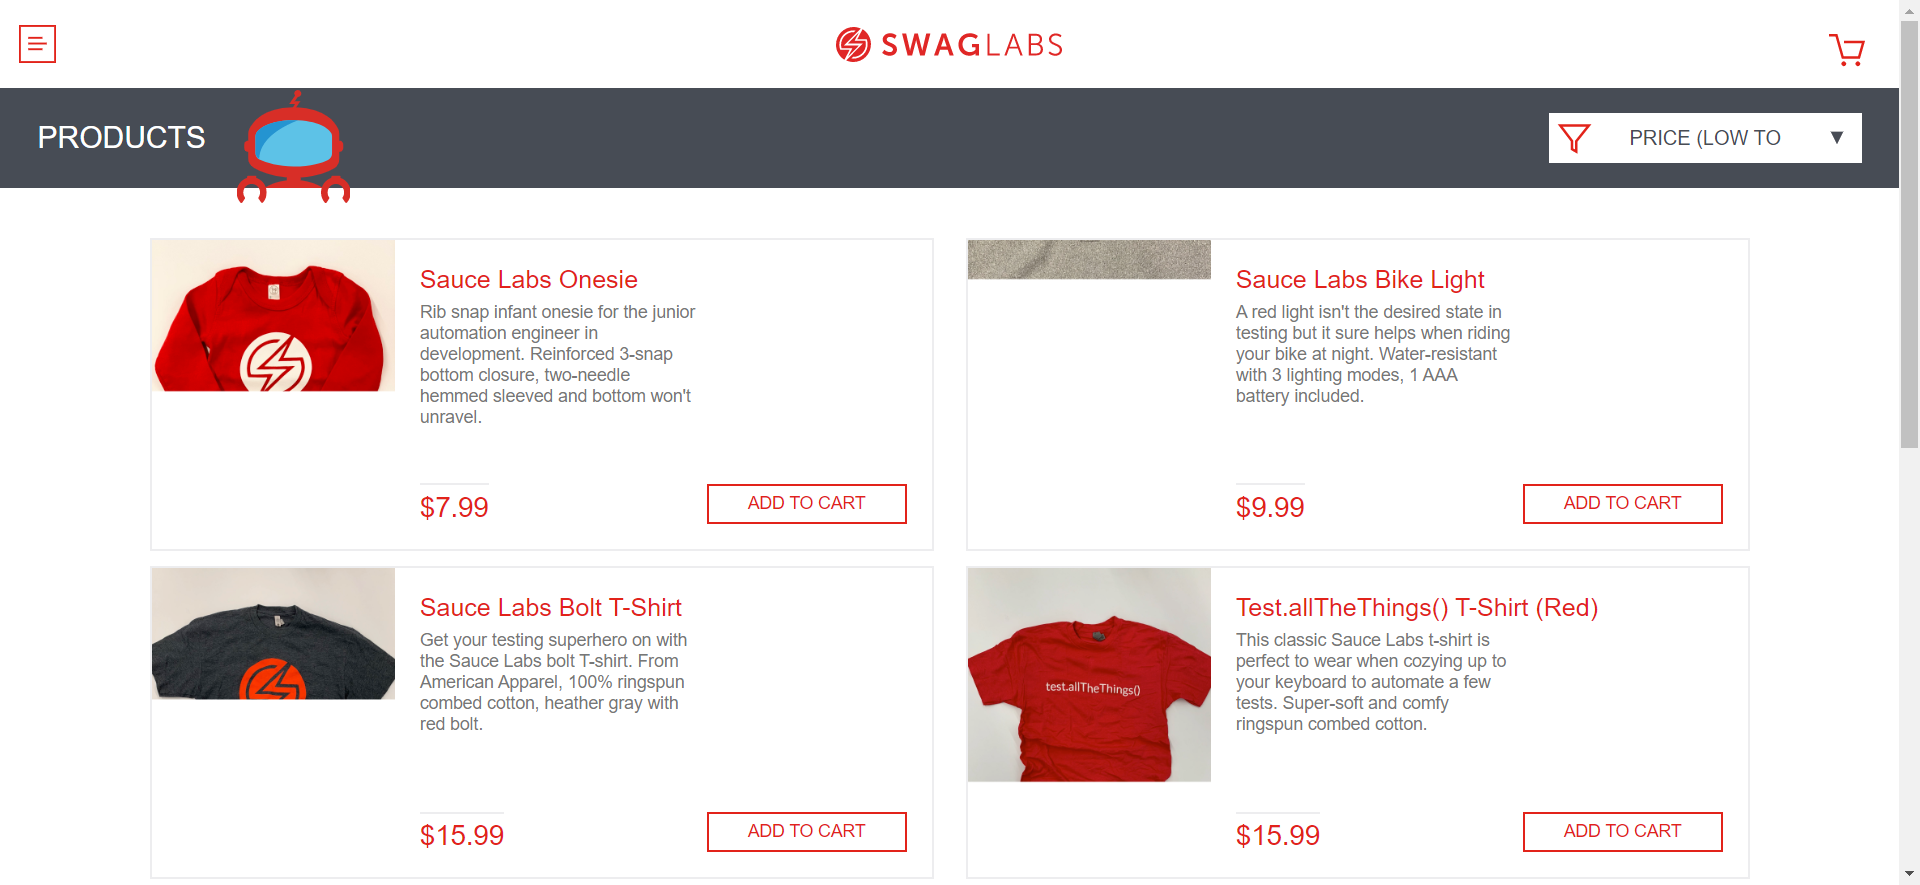 SWAGLABS
PRODUCTS
PRICE (LOW TO
Sauce Labs Onesie
Rib snap infant onesie for the junior
automation engineer in
development. Reinforced 3-snap
bottom closure, two-needle
hemmed sleeved and bottom won't
unravel.
$7.99
ADD TO CART
Sauce Labs Bike Light
A red light isn't the desired state in
testing but it sure helps when riding
your bike at night. Water-resistant
with 3 lighting modes, 1 AAA
battery included.
$9.99
ADD TO CART
Sauce Labs Bolt T-Shirt
Get your testing superhero on with
the Sauce Labs bolt T-shirt. From
American Apparel, 100% ringspun
combed cotton, heather gray with
red bolt.
$15.99
ADD TO CART
test.allTheThings()
Test.allTheThings() T-Shirt (Red)
This classic Sauce Labs t-shirt is
perfect to wear when cozying up to
your keyboard to automate a few
tests. Super-soft and comfy
ringspun combed cotton.
$15.99
ADD TO CART